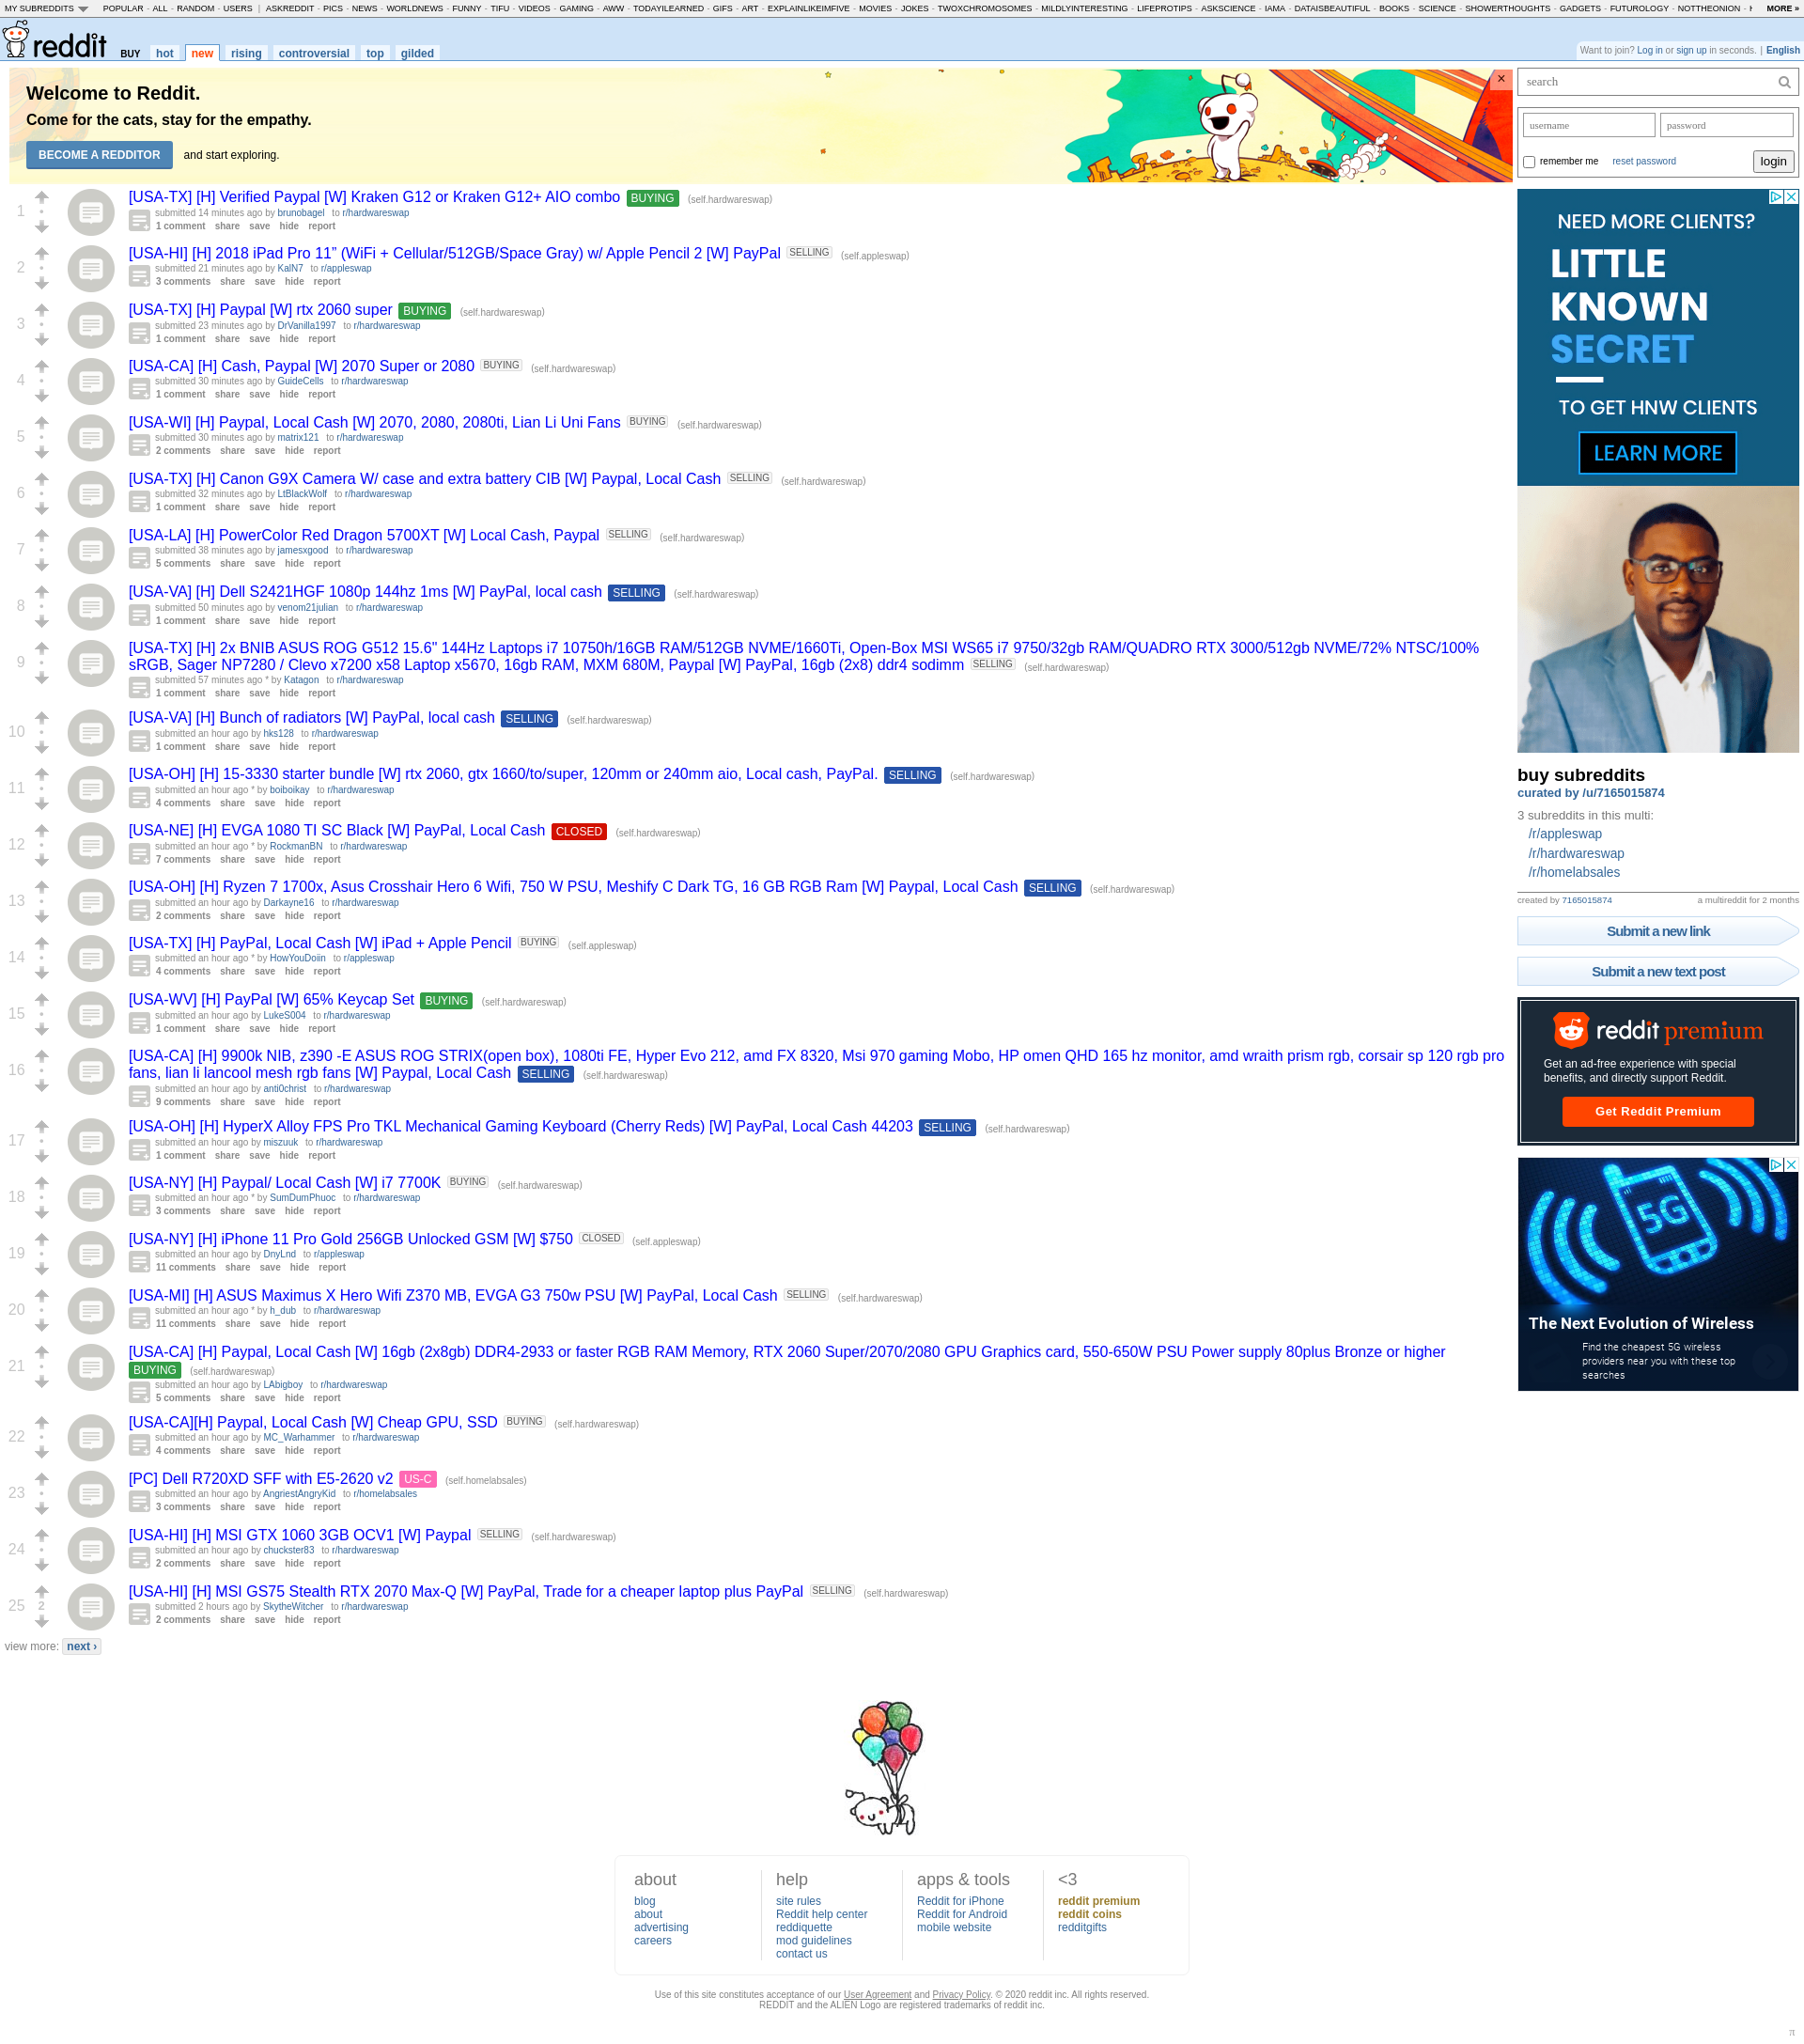 MY SUBREDDITS POPULAR - ALL - RANDOM - USERS | ASKREDDIT - PICS - NEWS - WORLDNEWS - FUNNY - TIFU - VIDEOS - GAMING - AWW - TODAYILEARNED - GIFS - ART - EXPLAINLIKEIMFIVE - MOVIES - JOKES - TWOXCHROMOSOMES - MILDLYINTERESTING - LIFEPROTIPS - ASKSCIENCE - IAMA - DATAISBEAUTIFUL - BOOKS - SCIENCE - SHOWERTHOUGHTS - GADGETS - FUTUROLOGY - NOTTHEONION - MORE »
reddit BUY hot new rising controversial top gilded
Want to join? Log in or sign up in seconds. | English
Welcome to Reddit.
Come for the cats, stay for the empathy.
BECOME A REDDITOR and start exploring.
×
1
[USA-TX] [H] Verified Paypal [W] Kraken G12 or Kraken G12+ AIO combo BUYING (self.hardwareswap)
submitted 14 minutes ago by brunobagel to r/hardwareswap
1 comment share save hide report
2
[USA-HI] [H] 2018 iPad Pro 11” (WiFi + Cellular/512GB/Space Gray) w/ Apple Pencil 2 [W] PayPal SELLING (self.appleswap)
submitted 21 minutes ago by KalN7 to r/appleswap
3 comments share save hide report
3
[USA-TX] [H] Paypal [W] rtx 2060 super BUYING (self.hardwareswap)
submitted 23 minutes ago by DrVanilla1997 to r/hardwareswap
1 comment share save hide report
4
[USA-CA] [H] Cash, Paypal [W] 2070 Super or 2080 BUYING (self.hardwareswap)
submitted 30 minutes ago by GuideCells to r/hardwareswap
1 comment share save hide report
5
[USA-WI] [H] Paypal, Local Cash [W] 2070, 2080, 2080ti, Lian Li Uni Fans BUYING (self.hardwareswap)
submitted 30 minutes ago by matrix121 to r/hardwareswap
2 comments share save hide report
6
[USA-TX] [H] Canon G9X Camera W/ case and extra battery CIB [W] Paypal, Local Cash SELLING (self.hardwareswap)
submitted 32 minutes ago by LtBlackWolf to r/hardwareswap
1 comment share save hide report
7
[USA-LA] [H] PowerColor Red Dragon 5700XT [W] Local Cash, Paypal SELLING (self.hardwareswap)
submitted 38 minutes ago by jamesxgood to r/hardwareswap
5 comments share save hide report
8
[USA-VA] [H] Dell S2421HGF 1080p 144hz 1ms [W] PayPal, local cash SELLING (self.hardwareswap)
submitted 50 minutes ago by venom21julian to r/hardwareswap
1 comment share save hide report
9
[USA-TX] [H] 2x BNIB ASUS ROG G512 15.6" 144Hz Laptops i7 10750h/16GB RAM/512GB NVME/1660Ti, Open-Box MSI WS65 i7 9750/32gb RAM/QUADRO RTX 3000/512gb NVME/72% NTSC/100%
sRGB, Sager NP7280 / Clevo x7200 x58 Laptop x5670, 16gb RAM, MXM 680M, Paypal [W] PayPal, 16gb (2x8) ddr4 sodimm SELLING (self.hardwareswap)
submitted 57 minutes ago * by Katagon to r/hardwareswap
1 comment share save hide report
10
[USA-VA] [H] Bunch of radiators [W] PayPal, local cash SELLING (self.hardwareswap)
submitted an hour ago by hks128 to r/hardwareswap
1 comment share save hide report
11
[USA-OH] [H] 15-3330 starter bundle [W] rtx 2060, gtx 1660/to/super, 120mm or 240mm aio, Local cash, PayPal. SELLING (self.hardwareswap)
submitted an hour ago * by boiboikay to r/hardwareswap
4 comments share save hide report
12
[USA-NE] [H] EVGA 1080 TI SC Black [W] PayPal, Local Cash CLOSED (self.hardwareswap)
submitted an hour ago * by RockmanBN to r/hardwareswap
7 comments share save hide report
13
[USA-OH] [H] Ryzen 7 1700x, Asus Crosshair Hero 6 Wifi, 750 W PSU, Meshify C Dark TG, 16 GB RGB Ram [W] Paypal, Local Cash SELLING (self.hardwareswap)
submitted an hour ago by Darkayne16 to r/hardwareswap
2 comments share save hide report
14
[USA-TX] [H] PayPal, Local Cash [W] iPad + Apple Pencil BUYING (self.appleswap)
submitted an hour ago * by HowYouDoiin to r/appleswap
4 comments share save hide report
15
[USA-WV] [H] PayPal [W] 65% Keycap Set BUYING (self.hardwareswap)
submitted an hour ago by LukeS004 to r/hardwareswap
1 comment share save hide report
16
[USA-CA] [H] 9900k NIB, z390 -E ASUS ROG STRIX(open box), 1080ti FE, Hyper Evo 212, amd FX 8320, Msi 970 gaming Mobo, HP omen QHD 165 hz monitor, amd wraith prism rgb, corsair sp 120 rgb pro
fans, lian li lancool mesh rgb fans [W] Paypal, Local Cash SELLING (self.hardwareswap)
submitted an hour ago by anti0christ to r/hardwareswap
9 comments share save hide report
17
[USA-OH] [H] HyperX Alloy FPS Pro TKL Mechanical Gaming Keyboard (Cherry Reds) [W] PayPal, Local Cash 44203 SELLING (self.hardwareswap)
submitted an hour ago by miszuuk to r/hardwareswap
1 comment share save hide report
18
[USA-NY] [H] Paypal/ Local Cash [W] i7 7700K BUYING (self.hardwareswap)
submitted an hour ago * by SumDumPhuoc to r/hardwareswap
3 comments share save hide report
19
[USA-NY] [H] iPhone 11 Pro Gold 256GB Unlocked GSM [W] $750 CLOSED (self.appleswap)
submitted an hour ago by DnyLnd to r/appleswap
11 comments share save hide report
20
[USA-MI] [H] ASUS Maximus X Hero Wifi Z370 MB, EVGA G3 750w PSU [W] PayPal, Local Cash SELLING (self.hardwareswap)
submitted an hour ago * by h_dub to r/hardwareswap
11 comments share save hide report
21
[USA-CA] [H] Paypal, Local Cash [W] 16gb (2x8gb) DDR4-2933 or faster RGB RAM Memory, RTX 2060 Super/2070/2080 GPU Graphics card, 550-650W PSU Power supply 80plus Bronze or higher
BUYING (self.hardwareswap)
submitted an hour ago by LAbigboy to r/hardwareswap
5 comments share save hide report
22
[USA-CA][H] Paypal, Local Cash [W] Cheap GPU, SSD BUYING (self.hardwareswap)
submitted an hour ago by MC_Warhammer to r/hardwareswap
4 comments share save hide report
23
[PC] Dell R720XD SFF with E5-2620 v2 US-C (self.homelabsales)
submitted an hour ago by AngriestAngryKid to r/homelabsales
3 comments share save hide report
24
[USA-HI] [H] MSI GTX 1060 3GB OCV1 [W] Paypal SELLING (self.hardwareswap)
submitted an hour ago by chuckster83 to r/hardwareswap
2 comments share save hide report
25
2
[USA-HI] [H] MSI GS75 Stealth RTX 2070 Max-Q [W] PayPal, Trade for a cheaper laptop plus PayPal SELLING (self.hardwareswap)
submitted 2 hours ago by SkytheWitcher to r/hardwareswap
2 comments share save hide report
view more: next ›
search
username password
remember me reset password login
NEED MORE CLIENTS?
LITTLE
KNOWN
SECRET
TO GET HNW CLIENTS
LEARN MORE
buy subreddits
curated by /u/7165015874
3 subreddits in this multi:
/r/appleswap
/r/hardwareswap
/r/homelabsales
created by 7165015874 a multireddit for 2 months
Submit a new link
Submit a new text post
reddit premium
Get an ad-free experience with special
benefits, and directly support Reddit.
Get Reddit Premium
5G
The Next Evolution of Wireless
Find the cheapest 5G wireless
providers near you with these top
searches
about
blog
about
advertising
careers
help
site rules
Reddit help center
reddiquette
mod guidelines
contact us
apps & tools
Reddit for iPhone
Reddit for Android
mobile website
<3
reddit premium
reddit coins
redditgifts
Use of this site constitutes acceptance of our User Agreement and Privacy Policy. © 2020 reddit inc. All rights reserved.
REDDIT and the ALIEN Logo are registered trademarks of reddit inc.
π